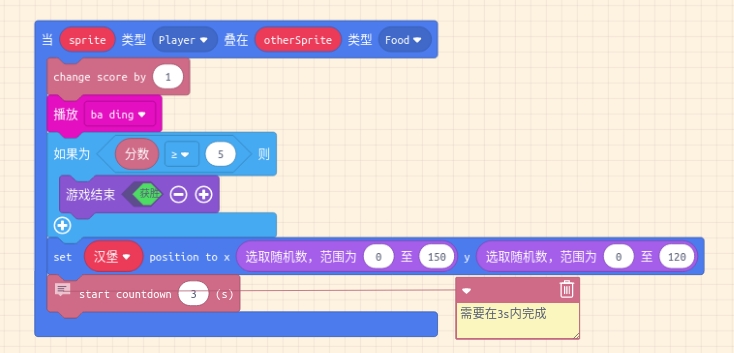 当 sprite 类型 Player 叠在 otherSprite 类型 Food
change score by 1
播放 ba ding
如果为 分数 ≥ 5 则
游戏结束 获胜
set 汉堡 position to x 选取随机数，范围为 0 至 150 y 选取随机数，范围为 0 至 120
start countdown 3 (s)
需要在3s内完成